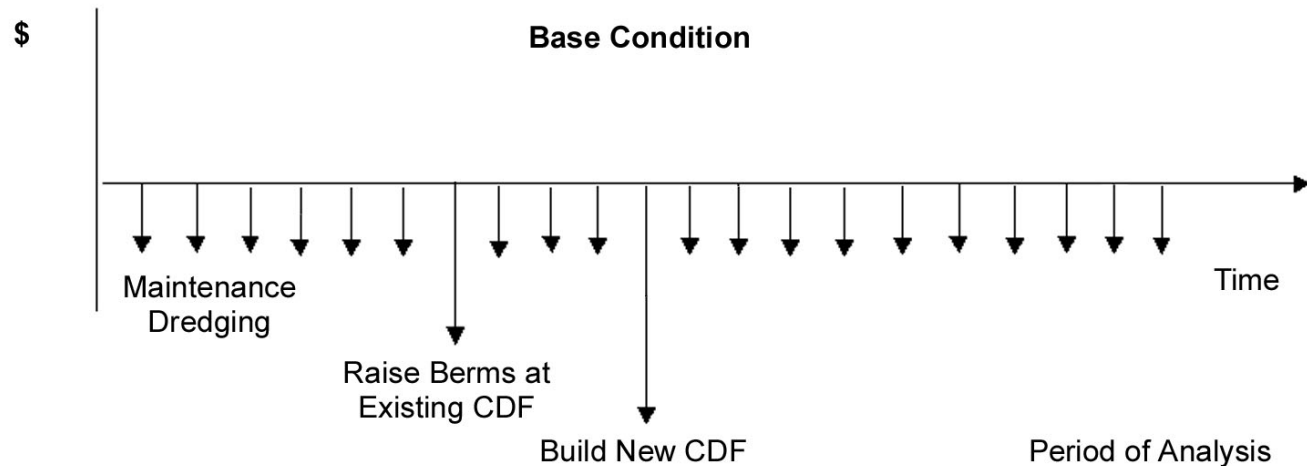 $
Base Condition
Maintenance
Dredging
Time
Raise Berms at
Existing CDF
Build New CDF
Period of Analysis